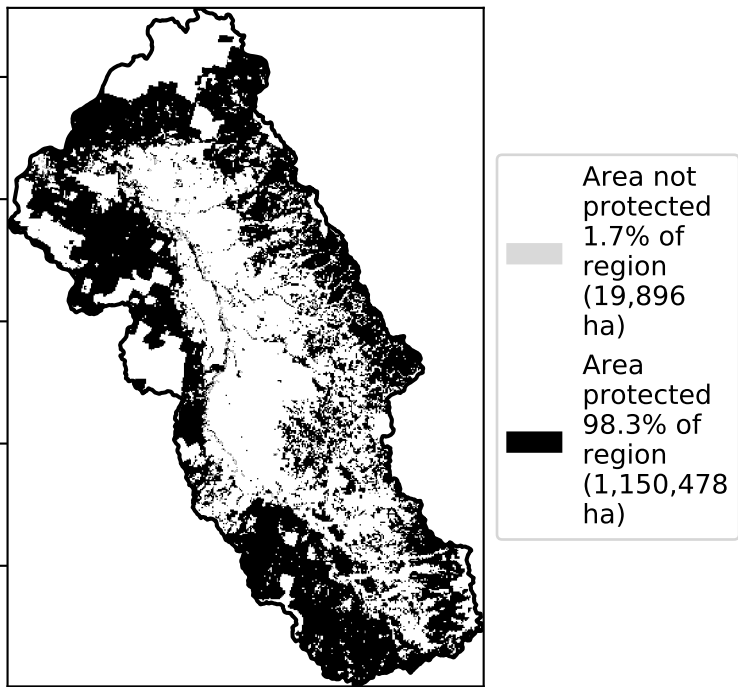 Area not
protected
1.7% of
region
(19,896
ha)
Area
protected
98.3% of
region
(1,150,478
ha)